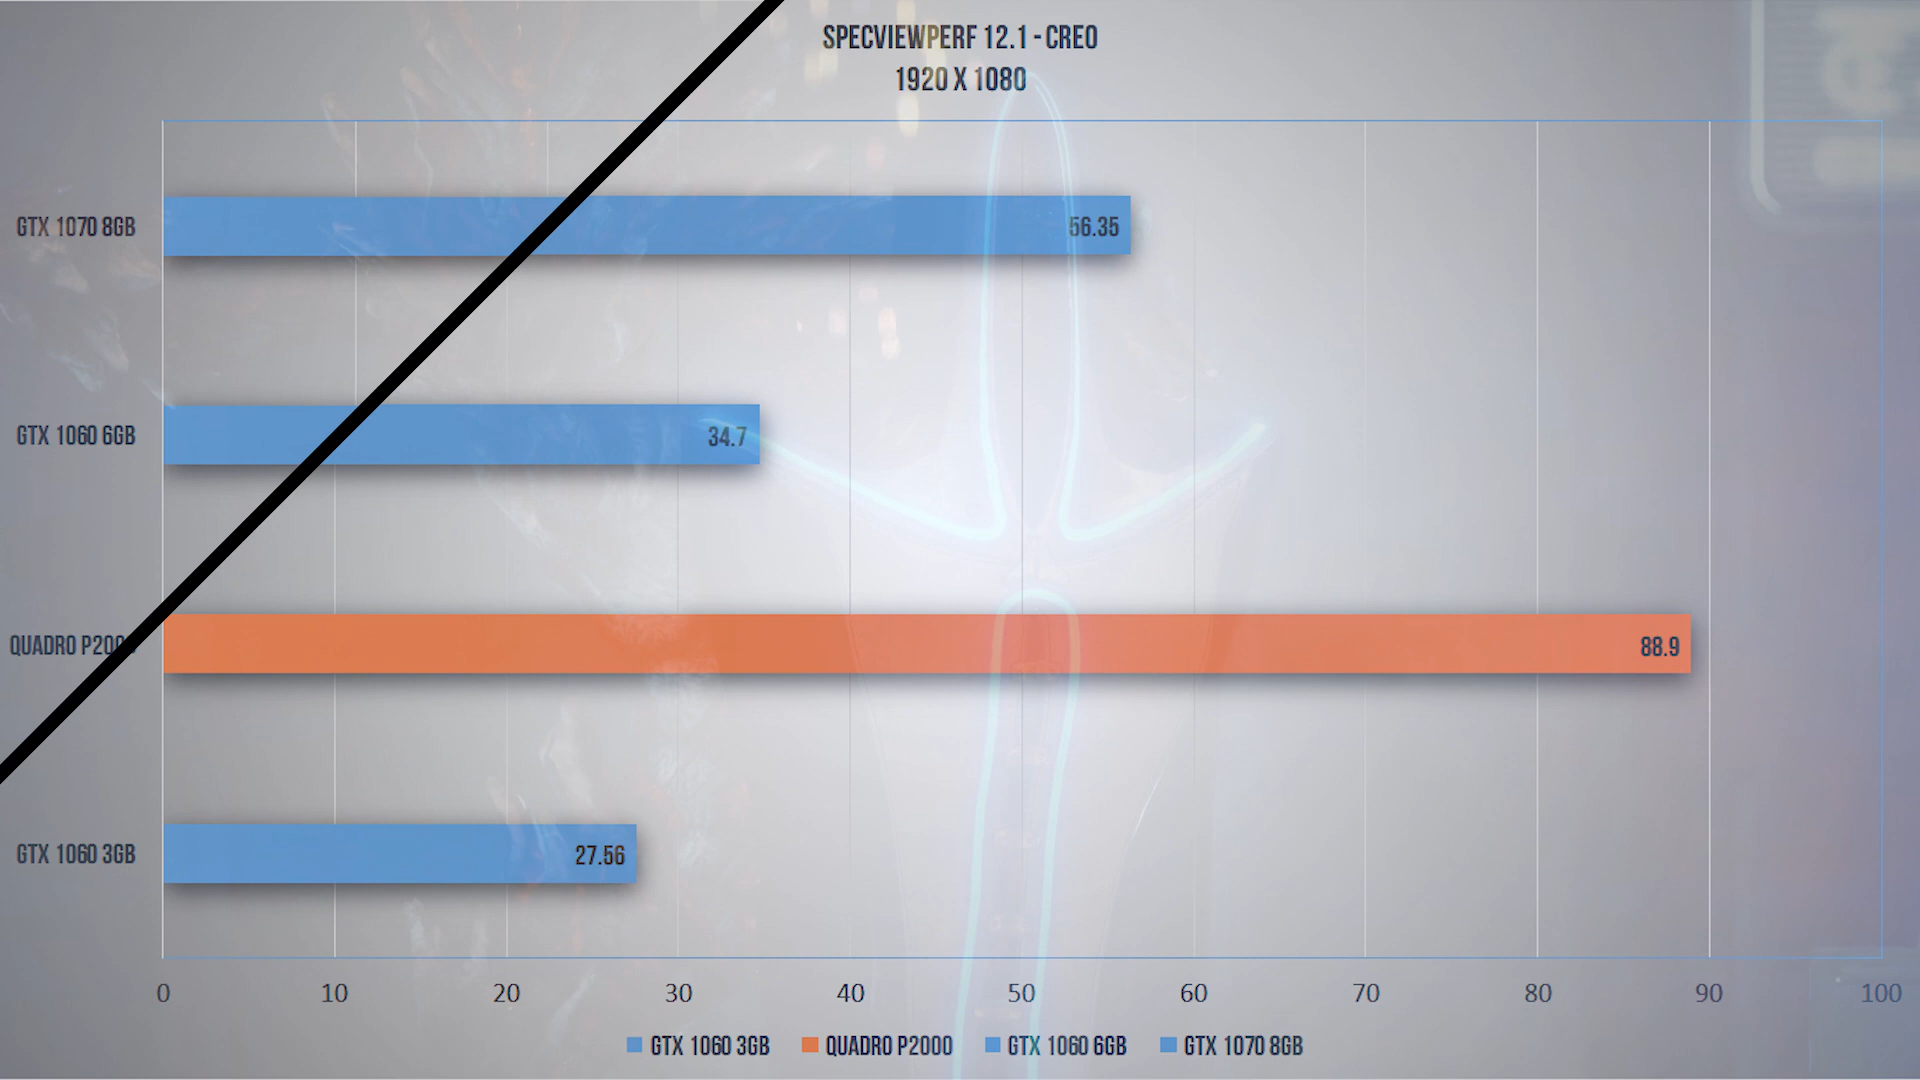 SPECVIEWPERF 12.1 - CREO
1920 X 1080
GTX 1070 8GB
56.35
GTX 1060 6GB
34.7
QUADRO P200
88.9
GTX 1060 3GB
27.56
0 10 20 30 40 50 60 70 80 90 100
GTX 1060 3GB QUADRO P2000 GTX 1060 6GB GTX 1070 8GB